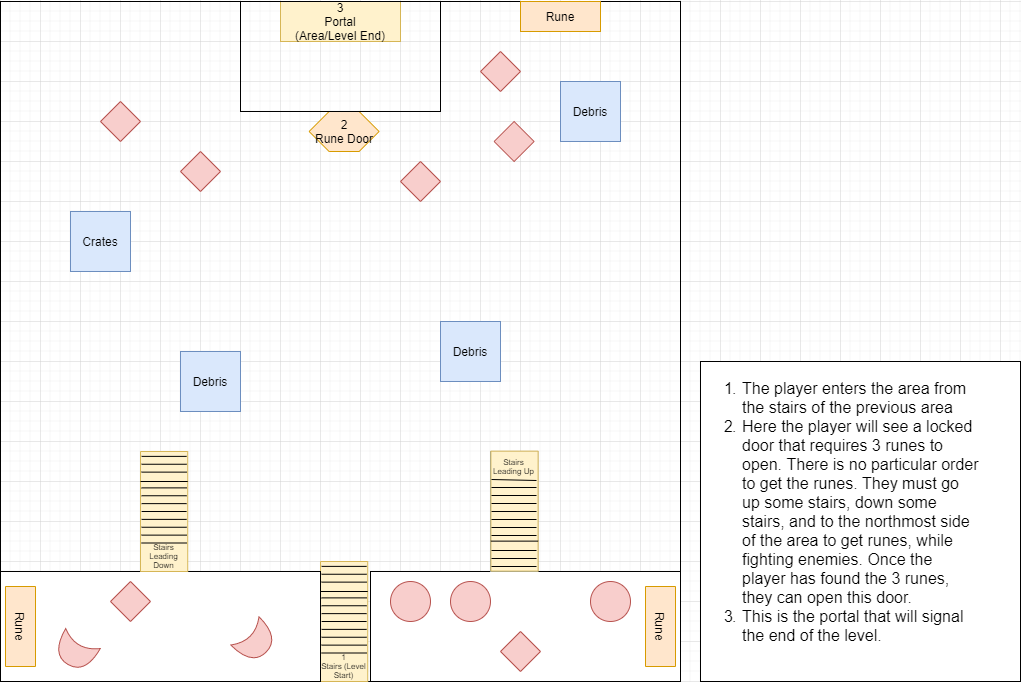 3
Portal
(Area/Level End)
Rune
Debris
2
Rune Door
Crates
Debris
Debris
Stairs
Leading
Down
Stairs
Leading Up
Rune
1
Stairs (Level
Start)
Rune
1. The player enters the area from
the stairs of the previous area
2. Here the player will see a locked
door that requires 3 runes to
open. There is no particular order
to get the runes. They must go
up some stairs, down some
stairs, and to the northmost side
of the area to get runes, while
fighting enemies. Once the
player has found the 3 runes,
they can open this door.
3. This is the portal that will signal
the end of the level.